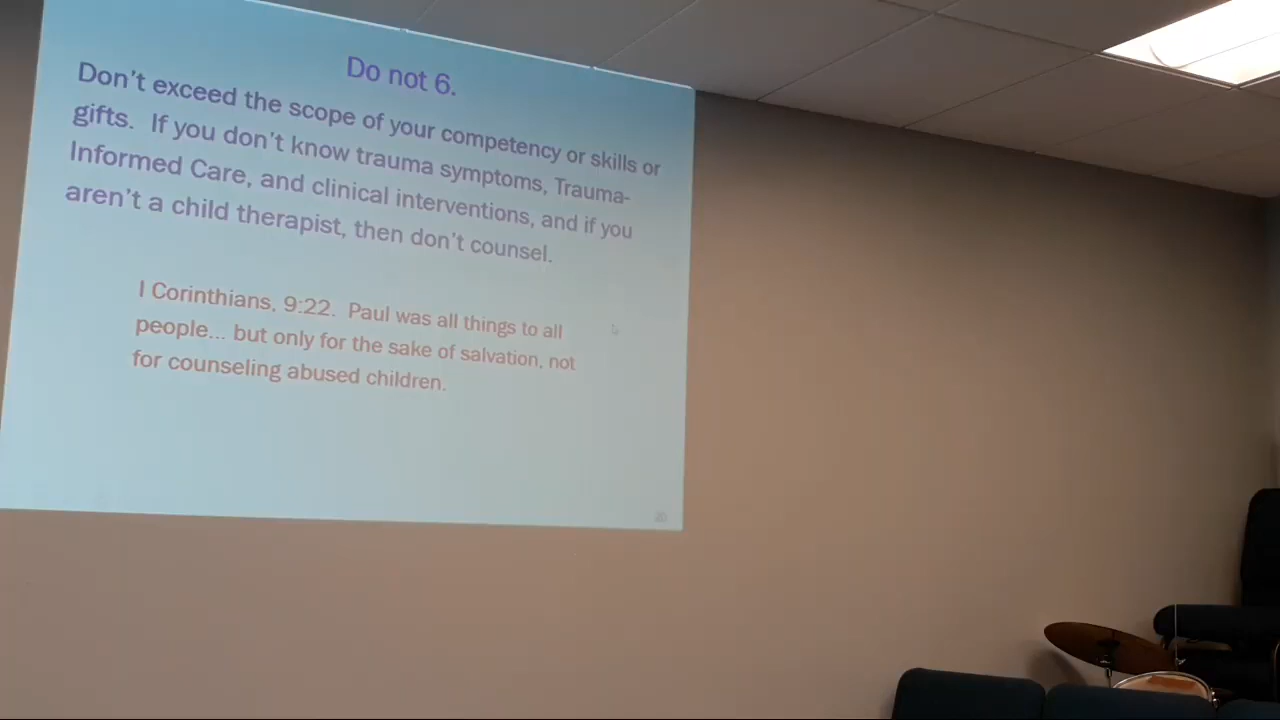 Do not 6.
Don't exceed the scope of your competency or skills or
gifts. If you don't know trauma symptoms, Trauma-
Informed Care, and clinical interventions, and if you
aren't a child therapist, then don't counsel.
I Corinthians, 9:22. Paul was all things to all
people... but only for the sake of salvation, not
for counseling abused children.